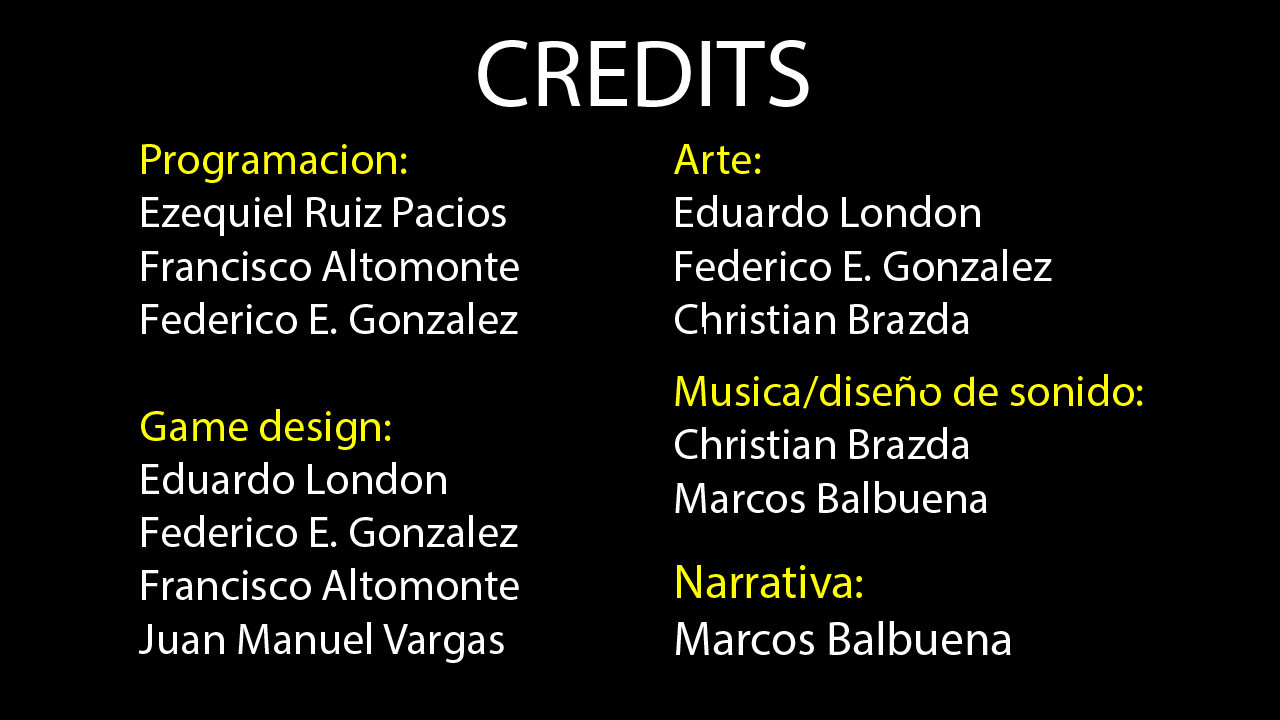 CREDITS
Programacion:
Ezequiel Ruiz Pacios
Francisco Altomonte
Federico E. Gonzalez
Game design:
Eduardo London
Federico E. Gonzalez
Francisco Altomonte
Juan Manuel Vargas
Arte:
Eduardo London
Federico E. Gonzalez
Christian Brazda
Musica/diseño de sonido:
Christian Brazda
Marcos Balbuena
Narrativa:
Marcos Balbuena